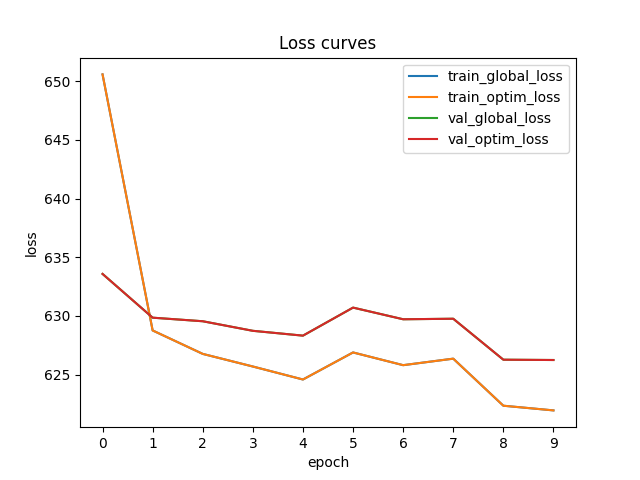 Loss curves
650
645
640
635
630
625
loss
train_global_loss
train_optim_loss
val_global_loss
val_optim_loss
0 1 2 3 4 5 6 7 8 9
epoch